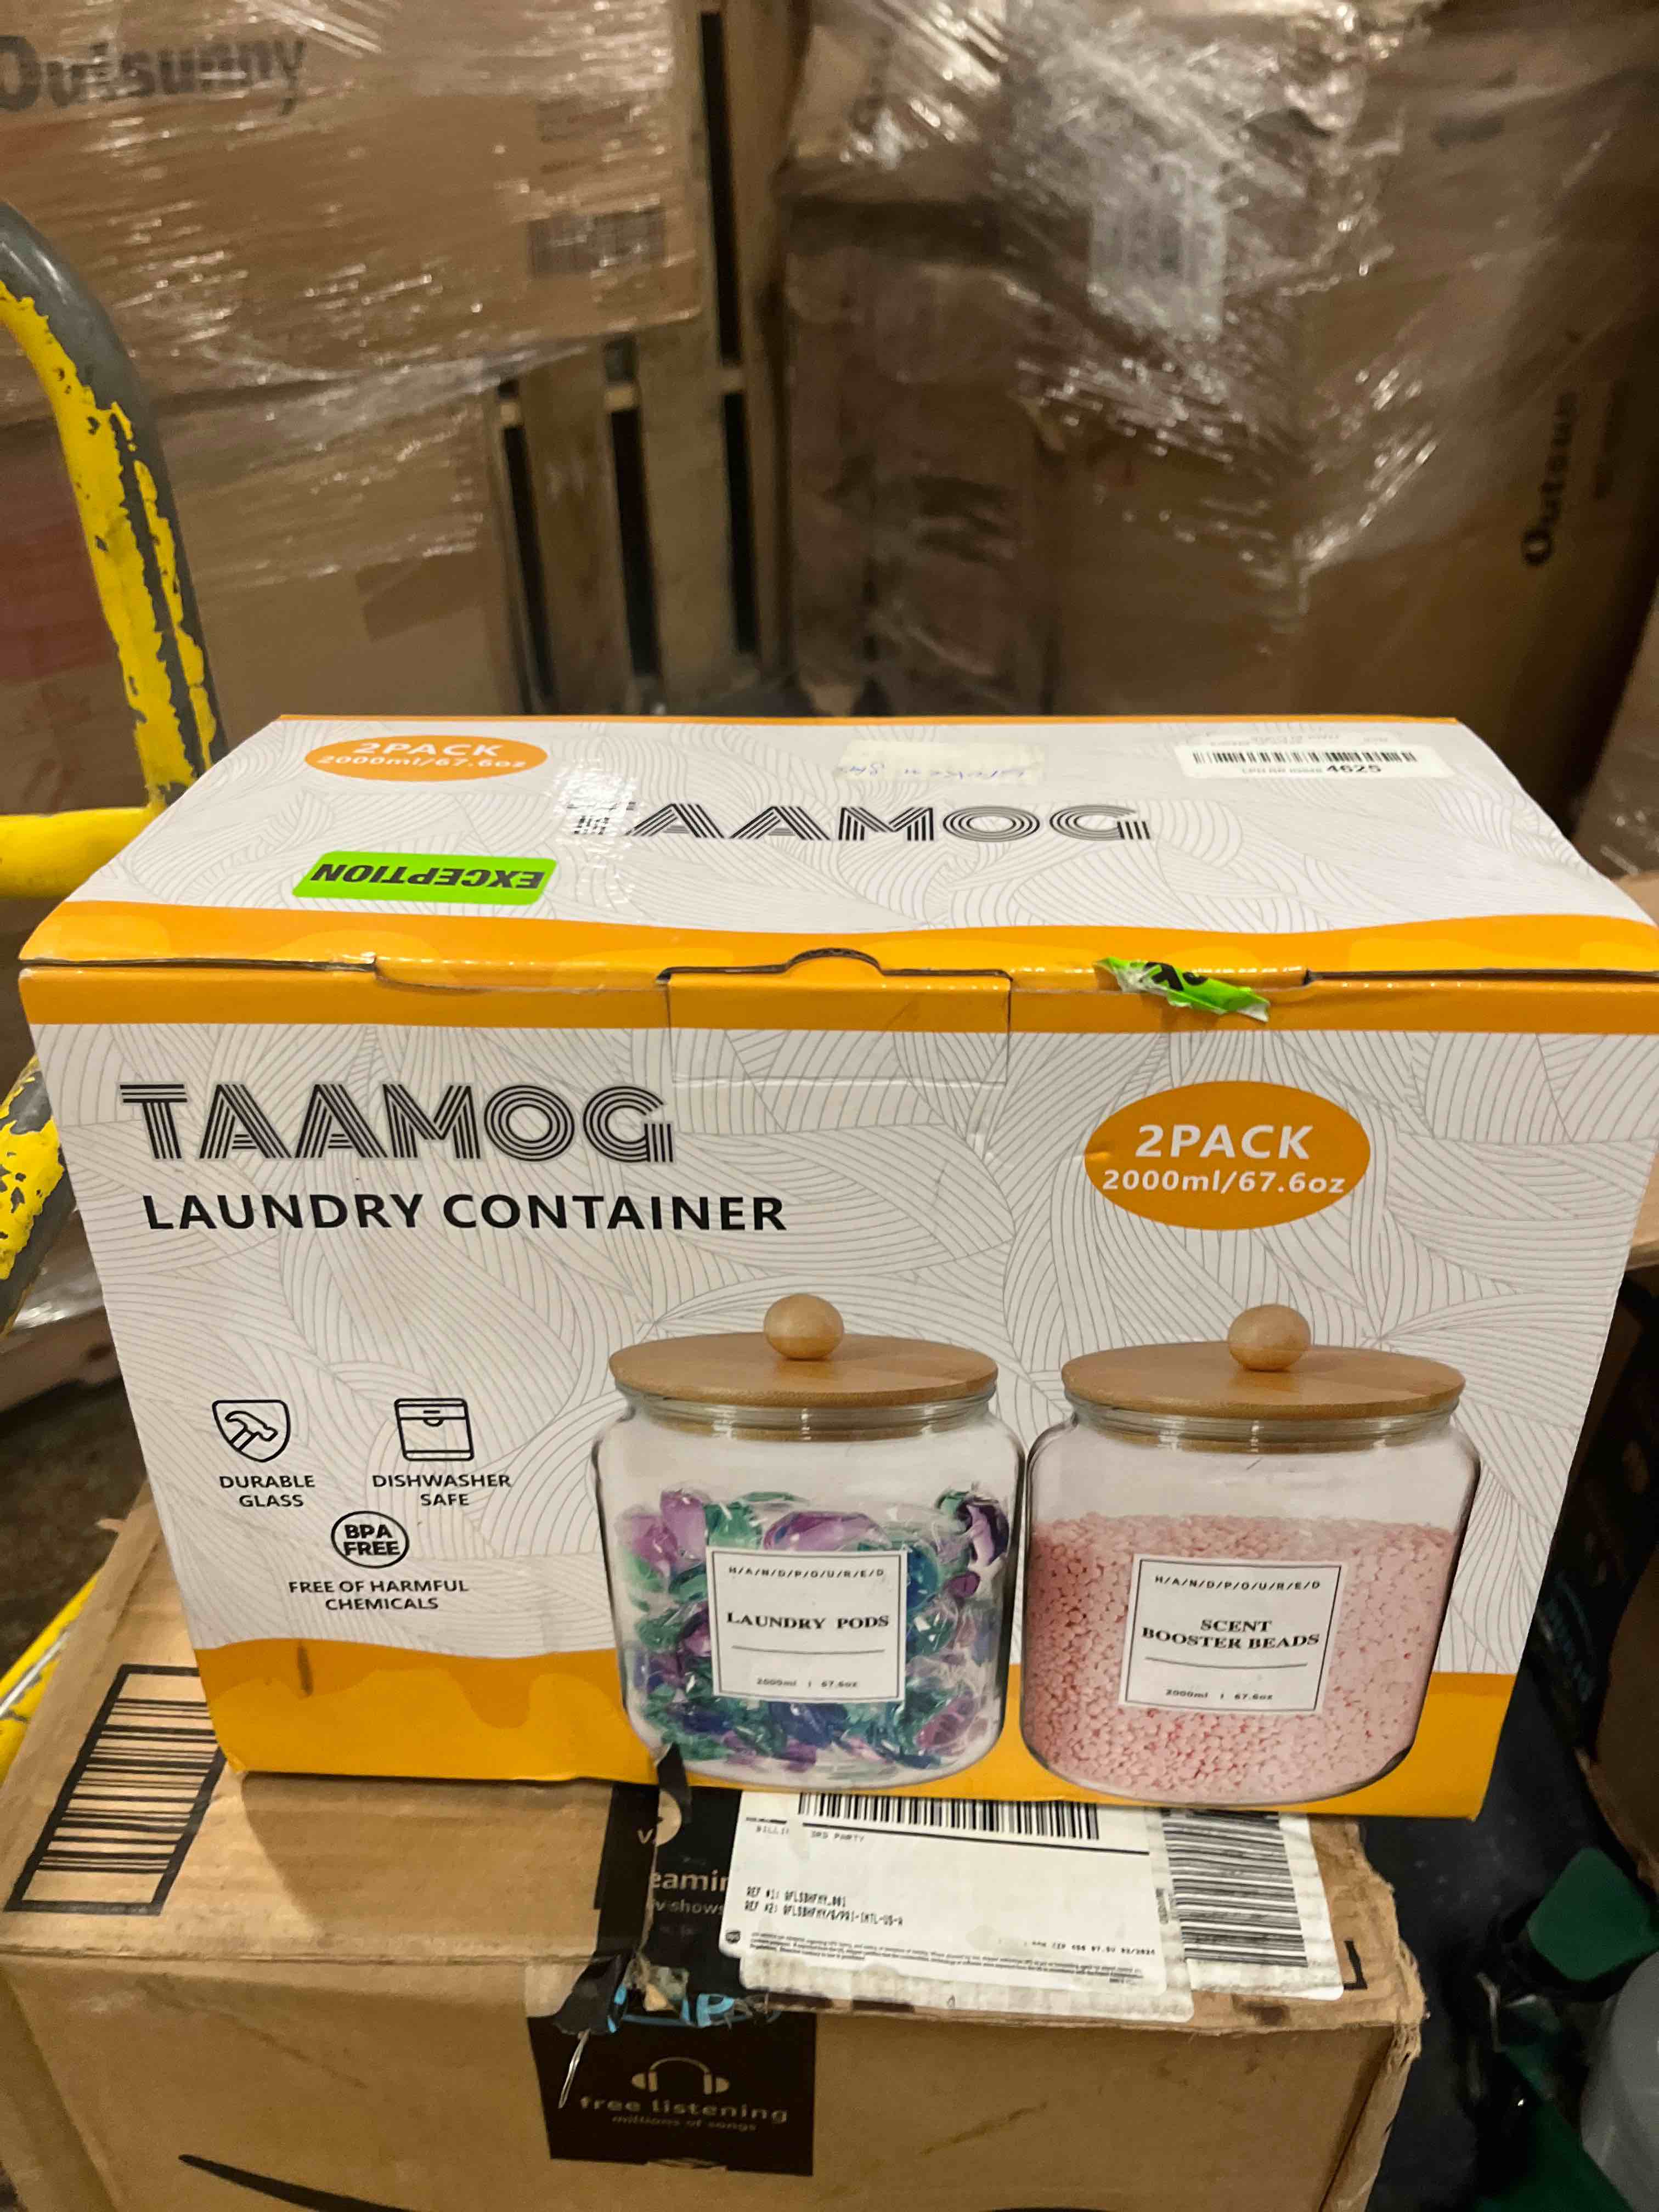 Outsunny
2PACK
2000ml/67.6oz
4625
TAAMOG
EXCEPTION
TAAMOG
LAUNDRY CONTAINER
2PACK
2000ml/67.6oz
DURABLE
GLASS
DISHWASHER
SAFE
BPA
FREE
FREE OF HARMFUL
CHEMICALS
H/A/N/D/P/O/U/R/E/D
LAUNDRY PODS
2000ml | 67.6oz
H/A/N/D/P/O/U/R/E/D
SCENT
BOOSTER BEADS
2000ml | 67.6oz
3RD PARTY
free listening
millions of songs